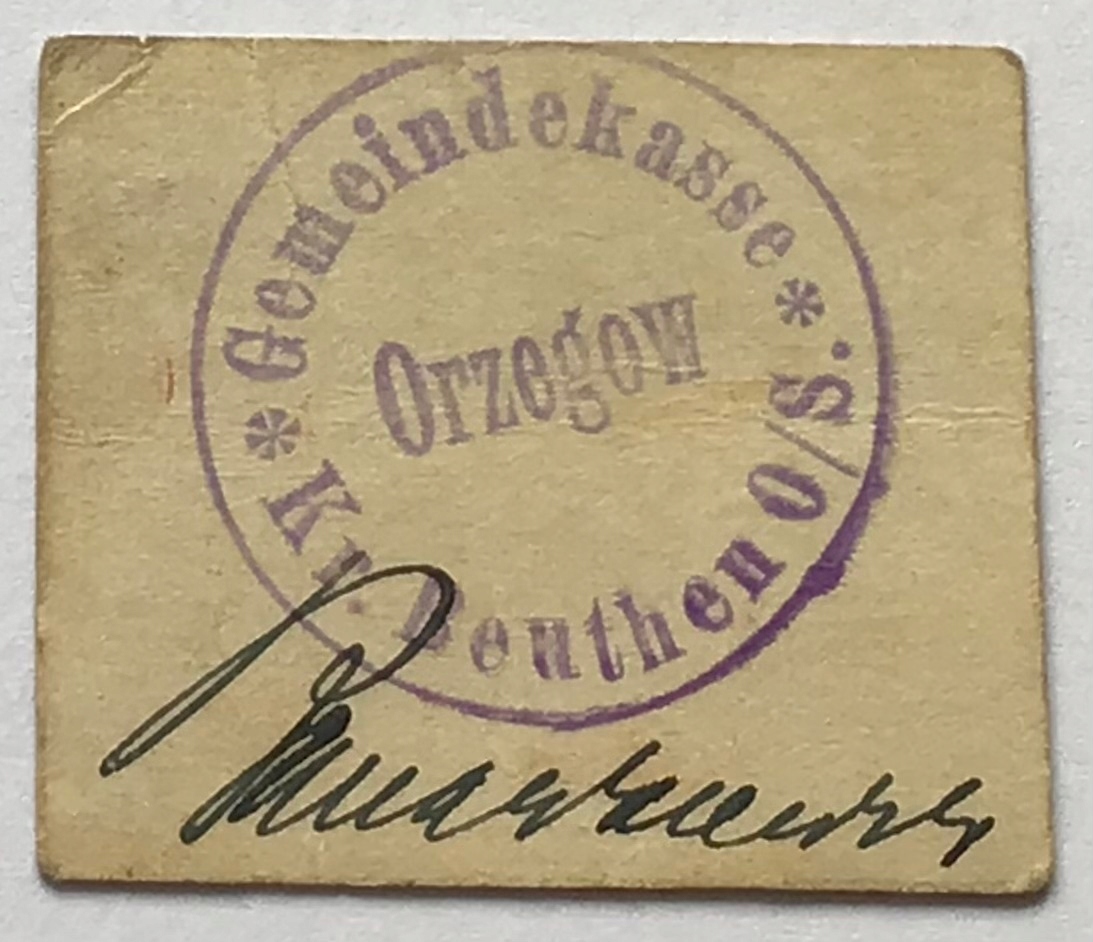 * Gemeindekasse *
Orzegow
Kr. Beuthen O/S.